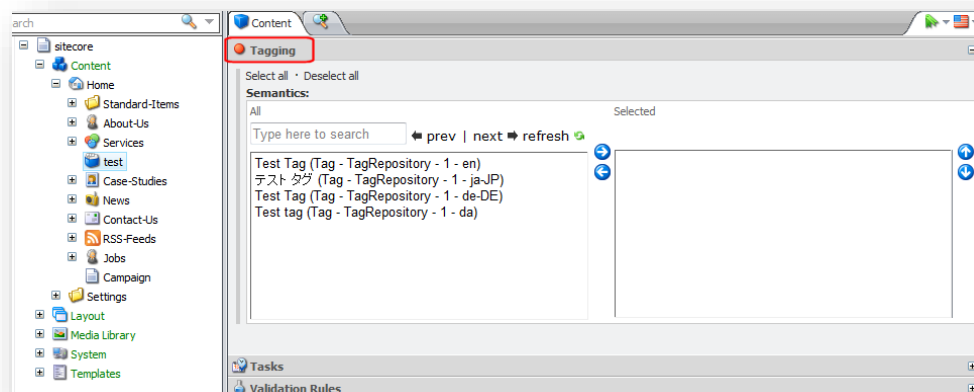 arch
sitecore
Content
Home
Standard-Items
About-Us
Services
test
Case-Studies
News
Contact-Us
RSS-Feeds
Jobs
Campaign
Settings
Layout
Media Library
System
Templates
Content
Tagging
Select all · Deselect all
Semantics:
All
Selected
Type here to search
prev | next refresh
Test Tag (Tag - TagRepository - 1 - en)
テスト タグ (Tag - TagRepository - 1 - ja-JP)
Test Tag (Tag - TagRepository - 1 - de-DE)
Test tag (Tag - TagRepository - 1 - da)
Tasks
Validation Rules